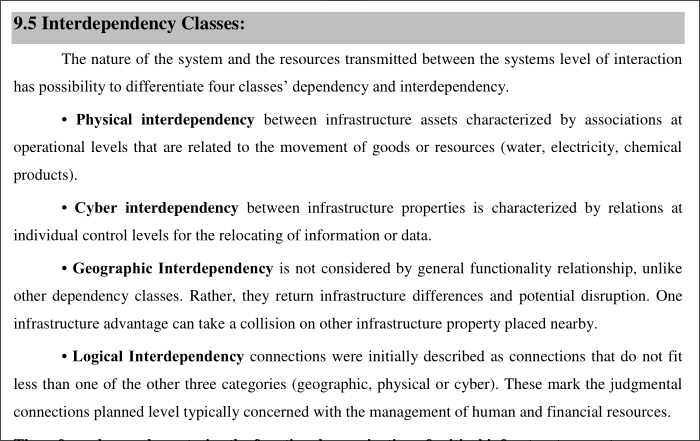 9.5 Interdependency Classes:
The nature of the system and the resources transmitted between the systems level of interaction
has possibility to differentiate four classes’ dependency and interdependency.
• Physical interdependency between infrastructure assets characterized by associations at
operational levels that are related to the movement of goods or resources (water, electricity, chemical
products).
• Cyber interdependency between infrastructure properties is characterized by relations at
individual control levels for the relocating of information or data.
• Geographic Interdependency is not considered by general functionality relationship, unlike
other dependency classes. Rather, they return infrastructure differences and potential disruption. One
infrastructure advantage can take a collision on other infrastructure property placed nearby.
• Logical Interdependency connections were initially described as connections that do not fit
less than one of the other three categories (geographic, physical or cyber). These mark the judgmental
connections planned level typically concerned with the management of human and financial resources.